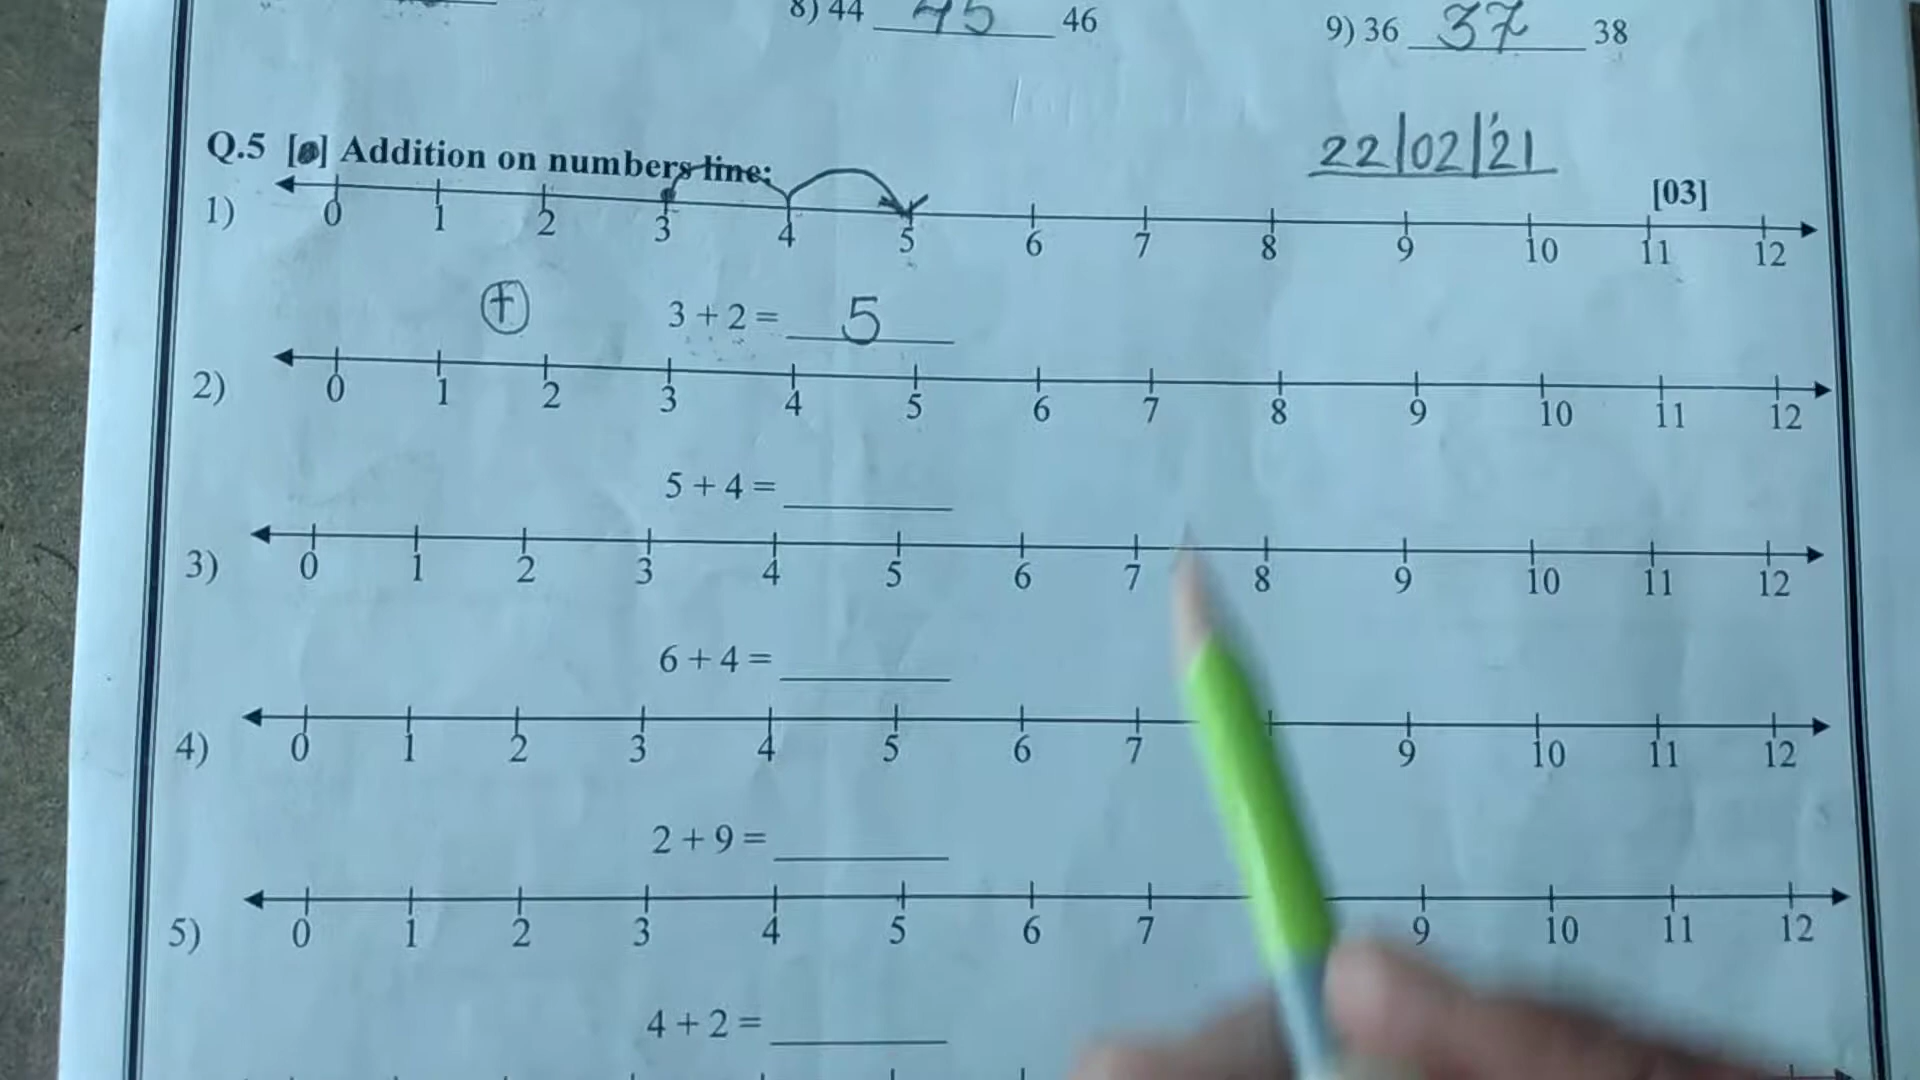 8) 44 45 46
9) 36 37 38
22/02/21
Q.5 [ ] Addition on numbers line:
[03]
1) 0 1 2 3 4 5 6 7 8 9 10 11 12
+ 3 + 2 = 5
2) 0 1 2 3 4 5 6 7 8 9 10 11 12
5 + 4 = ________
3) 0 1 2 3 4 5 6 7 8 9 10 11 12
6 + 4 = ________
4) 0 1 2 3 4 5 6 7 9 10 11 12
2 + 9 = ________
5) 0 1 2 3 4 5 6 7 9 10 11 12
4 + 2 = ________